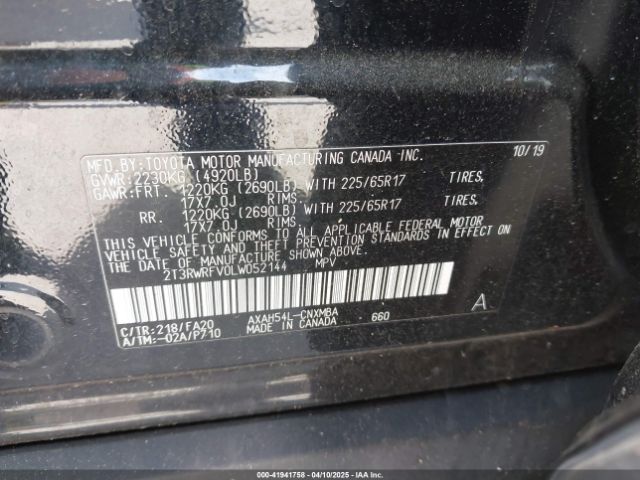 MFD. BY: TOYOTA MOTOR MANUFACTURING CANADA INC. 10/19
GVWR: 2230KG (4920LB)
GAWR: FRT. 1220KG (2690LB) WITH 225/65R17 TIRES,
17X7.0J RIMS.
RR. 1220KG (2690LB) WITH 225/65R17 TIRES,
17X7.0J RIMS.
THIS VEHICLE CONFORMS TO ALL APPLICABLE FEDERAL MOTOR
VEHICLE SAFETY AND THEFT PREVENTION STANDARDS IN EFFECT
ON THE DATE OF MANUFACTURE SHOWN ABOVE.
2T3RWRFV0LW052144 MPV
A
C/TR: 218/FA20 AXAH54L-CNXMBA 660
A/TM: -02A/P710 MADE IN CANADA
000-41941758 - 04/10/2025 - IAAI.COM